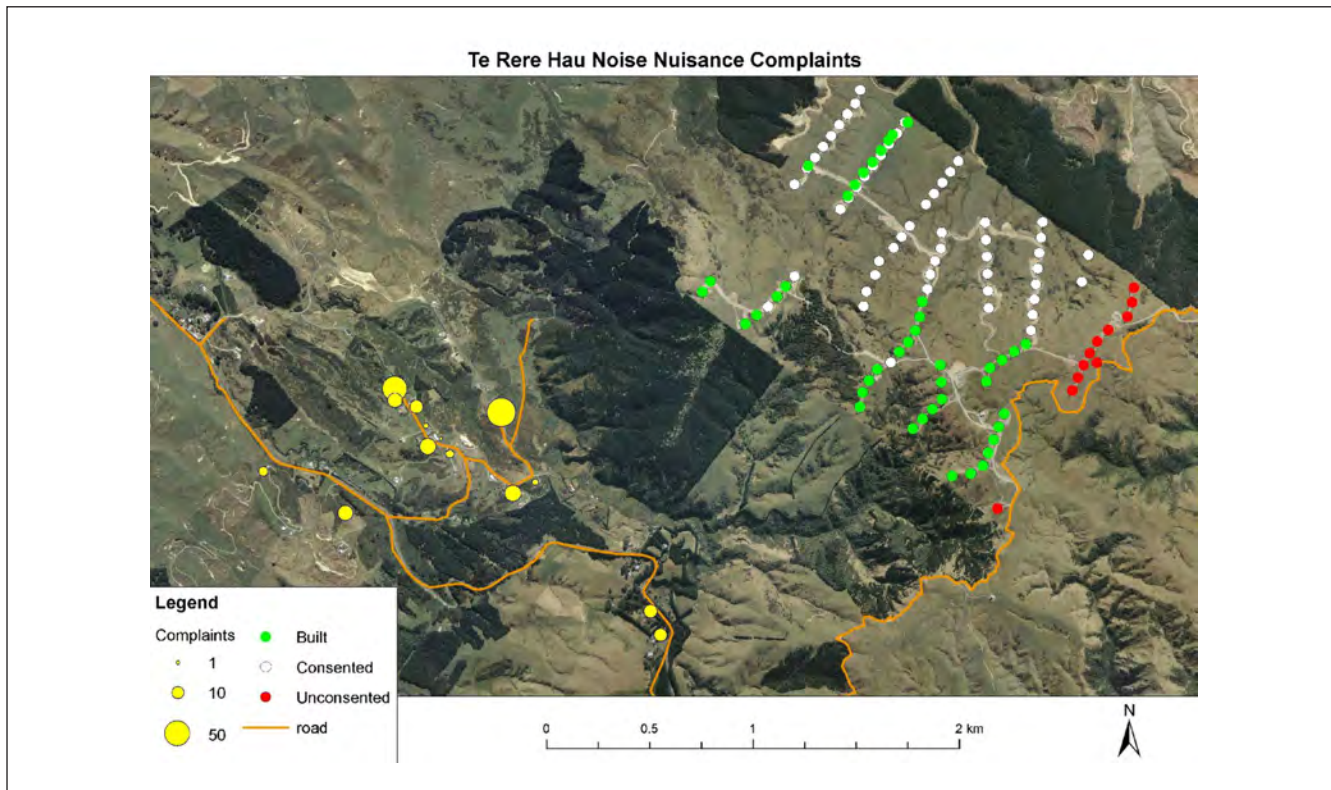 Te Rere Hau Noise Nuisance Complaints
Legend
Complaints
1
10
50
Built
Consented
Unconsented
road
0 0.5 1 2 km
N